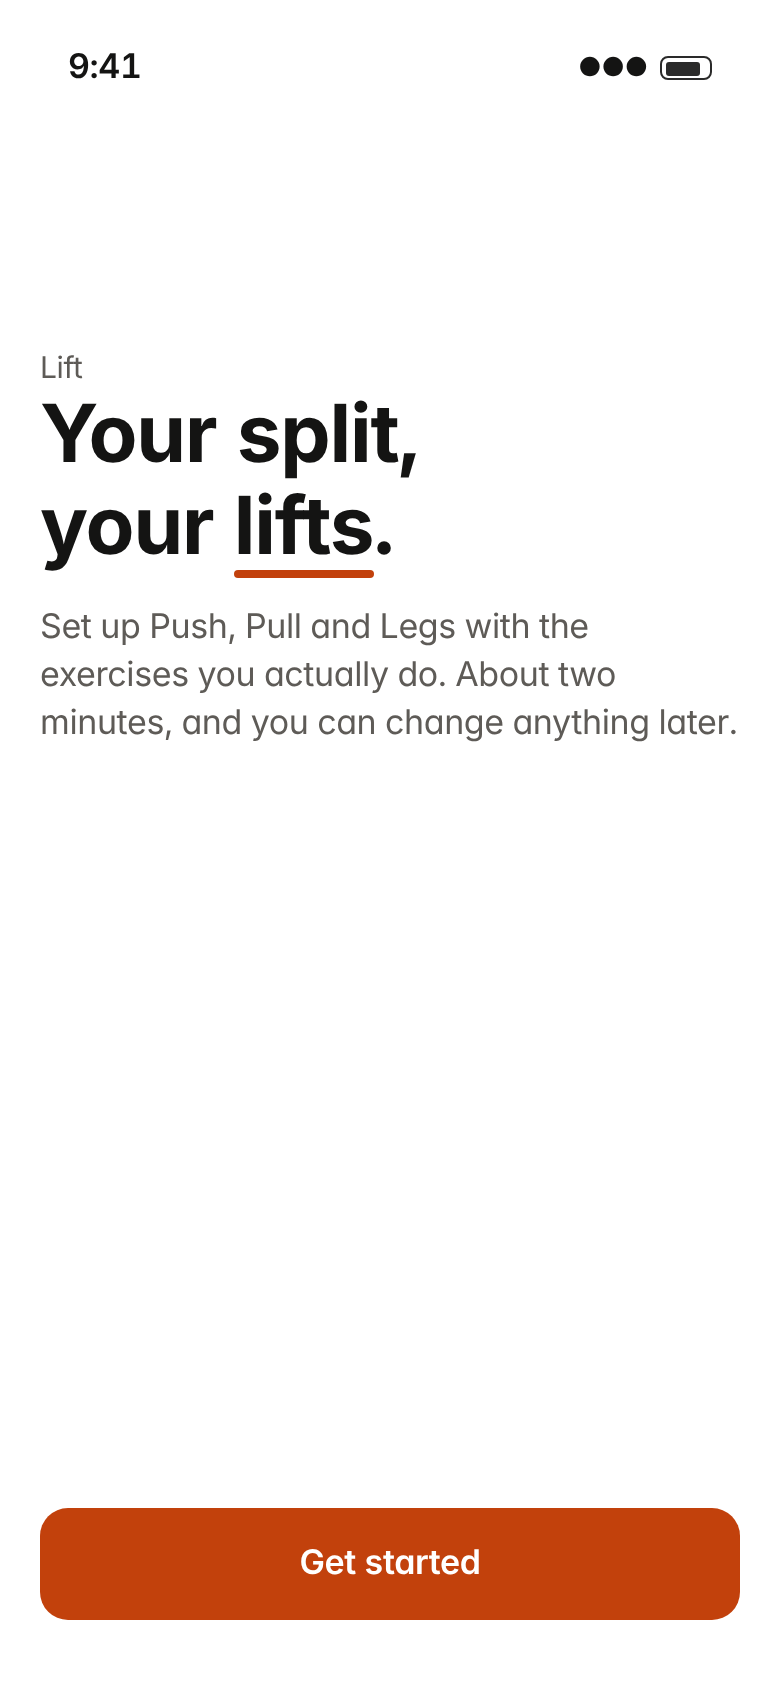 9:41
Lift
Your split,
your lifts.
Set up Push, Pull and Legs with the
exercises you actually do. About two
minutes, and you can change anything later.
Get started